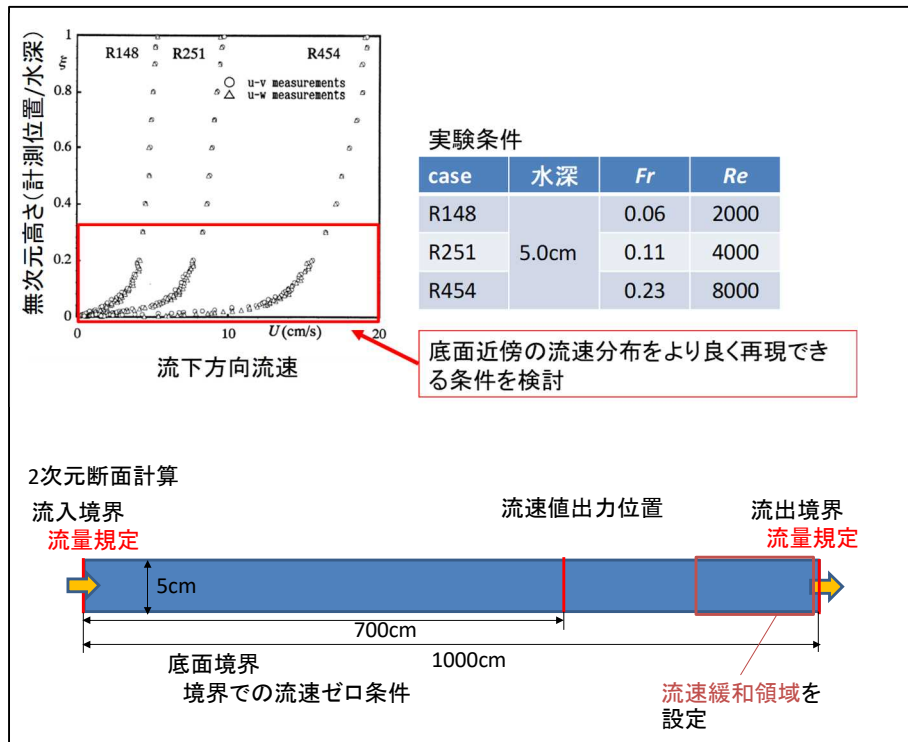 無次元高さ(計測位置/水深)
1
ξ
0.8
0.6
0.4
0.2
0
R148
R251
R454
○ u-v measurements
△ u-w measurements
0
10
20
U(cm/s)
流下方向流速
実験条件
case 水深 Fr Re
R148 5.0cm 0.06 2000
R251 0.11 4000
R454 0.23 8000
底面近傍の流速分布をより良く再現でき
る条件を検討
2次元断面計算
流入境界
流量規定
流速値出力位置
流出境界
流量規定
5cm
700cm
1000cm
底面境界
境界での流速ゼロ条件
流速緩和領域を
設定